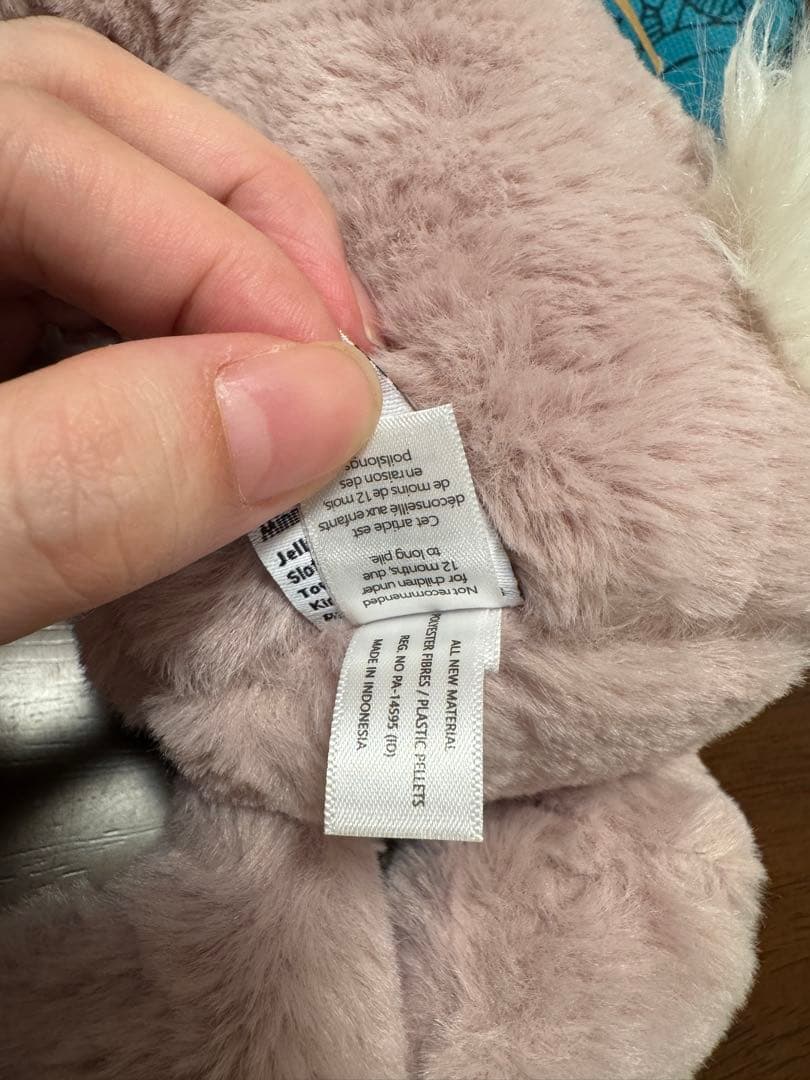 Not recommended
for children under
12 months, due
to long pile.
Cet article est
déconseillé aux enfants
de moins de 12 mois,
en raison des
poilslongs
ALL NEW MATERIAL
POLYESTER FIBRES / PLASTIC PELLETS
REG. NO PA-14595 (ID)
MADE IN INDONESIA